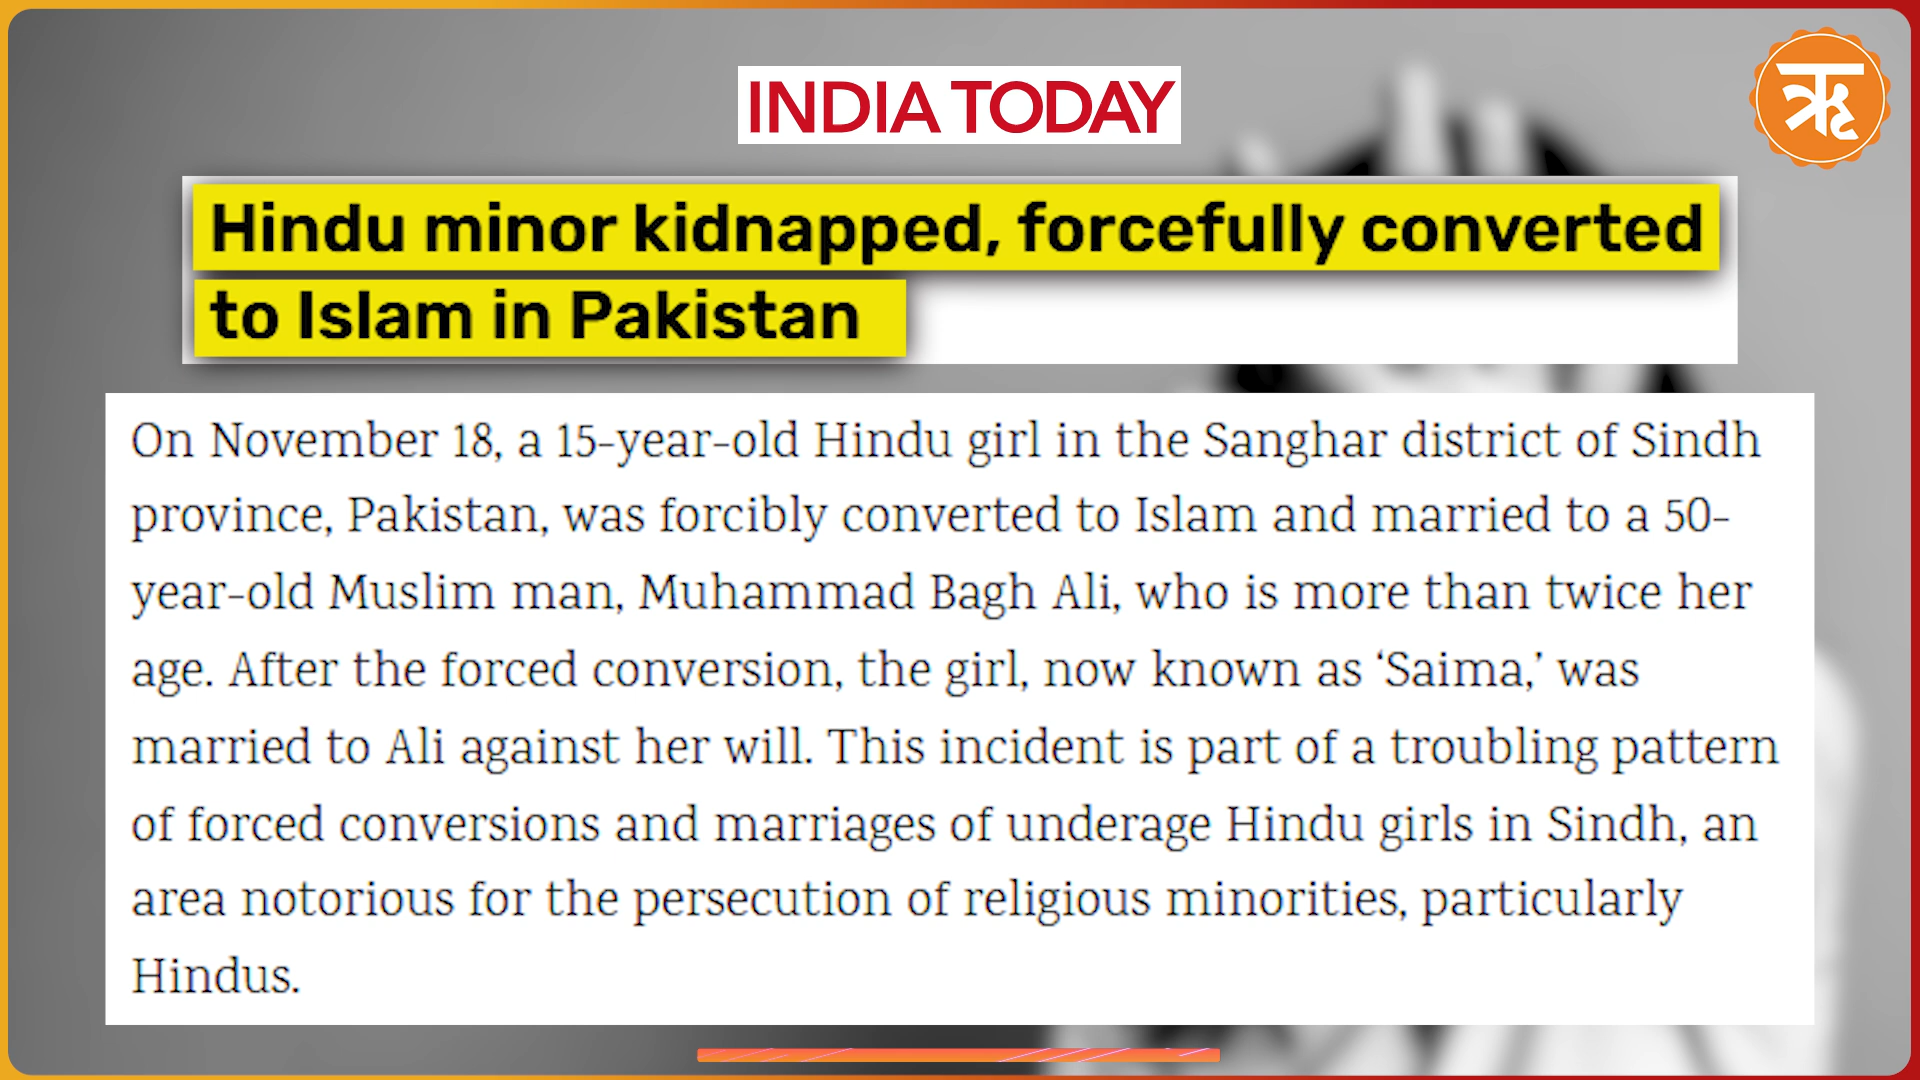 INDIA TODAY
ऋ
Hindu minor kidnapped, forcefully converted
to Islam in Pakistan
On November 18, a 15-year-old Hindu girl in the Sanghar district of Sindh
province, Pakistan, was forcibly converted to Islam and married to a 50-
year-old Muslim man, Muhammad Bagh Ali, who is more than twice her
age. After the forced conversion, the girl, now known as ‘Saima,’ was
married to Ali against her will. This incident is part of a troubling pattern
of forced conversions and marriages of underage Hindu girls in Sindh, an
area notorious for the persecution of religious minorities, particularly
Hindus.